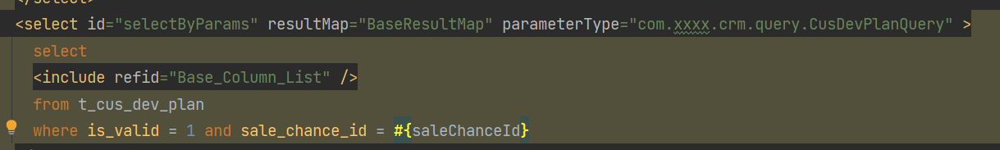 </select>
<select id="selectByParams" resultMap="BaseResultMap" parameterType="com.xxxx.crm.query.CusDevPlanQuery" >
select
<include refid="Base_Column_List" />
from t_cus_dev_plan
where is_valid = 1 and sale_chance_id = #{saleChanceId}